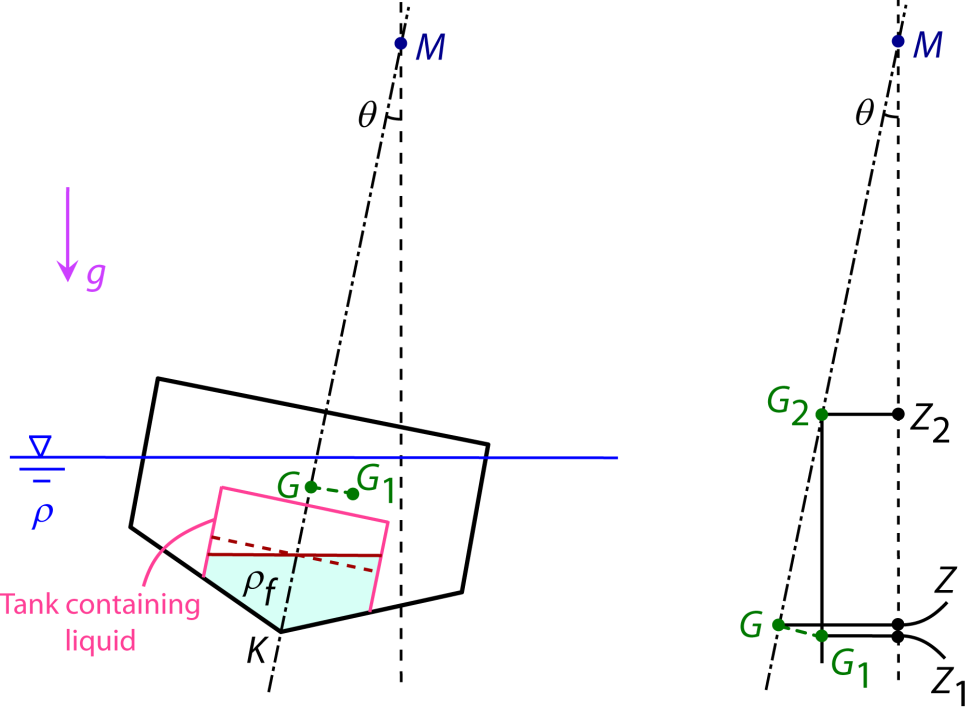 M
θ
g
G
G1
ρ
ρf
Tank containing
liquid
K
M
θ
G2
Z2
G
Z
G1
Z1